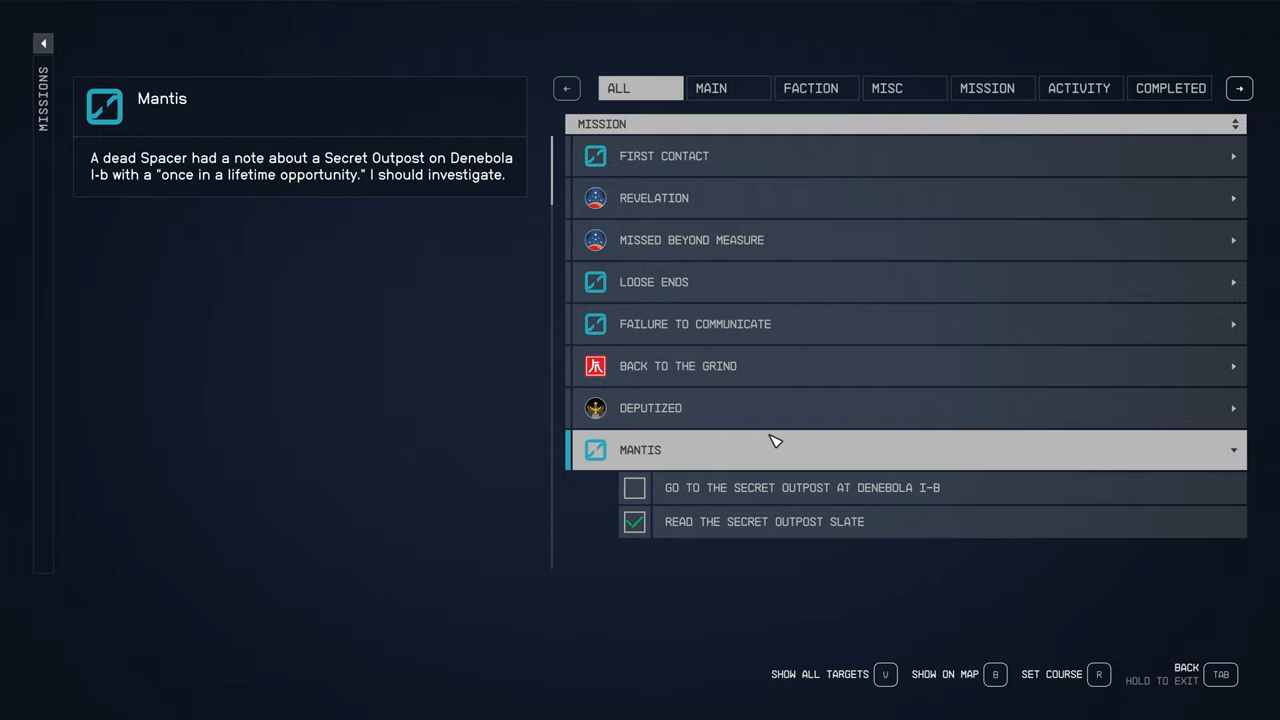 MISSIONS
Mantis
A dead Spacer had a note about a Secret Outpost on Denebola
I-b with a "once in a lifetime opportunity." I should investigate.
ALL
MAIN
FACTION
MISC
MISSION
ACTIVITY
COMPLETED
MISSION
FIRST CONTACT
REVELATION
MISSED BEYOND MEASURE
LOOSE ENDS
FAILURE TO COMMUNICATE
BACK TO THE GRIND
DEPUTIZED
MANTIS
GO TO THE SECRET OUTPOST AT DENEBOLA I-B
READ THE SECRET OUTPOST SLATE
SHOW ALL TARGETS V
SHOW ON MAP B
SET COURSE R
BACK
HOLD TO EXIT
TAB